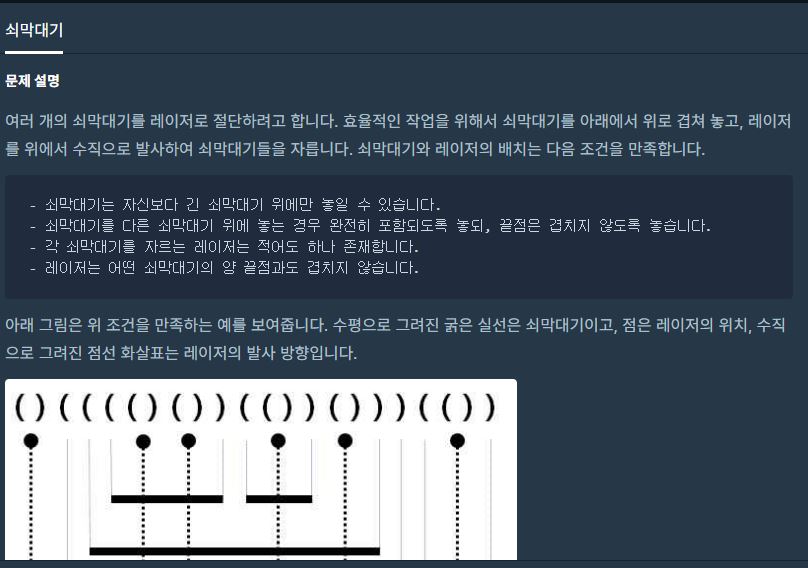 쇠막대기
문제 설명
여러 개의 쇠막대기를 레이저로 절단하려고 합니다. 효율적인 작업을 위해서 쇠막대기를 아래에서 위로 겹쳐 놓고, 레이저
를 위에서 수직으로 발사하여 쇠막대기들을 자릅니다. 쇠막대기와 레이저의 배치는 다음 조건을 만족합니다.
- 쇠막대기는 자신보다 긴 쇠막대기 위에만 놓일 수 있습니다.
- 쇠막대기를 다른 쇠막대기 위에 놓는 경우 완전히 포함되도록 놓되, 끝점은 겹치지 않도록 놓습니다.
- 각 쇠막대기를 자르는 레이저는 적어도 하나 존재합니다.
- 레이저는 어떤 쇠막대기의 양 끝점과도 겹치지 않습니다.
아래 그림은 위 조건을 만족하는 예를 보여줍니다. 수평으로 그려진 굵은 실선은 쇠막대기이고, 점은 레이저의 위치, 수직
으로 그려진 점선 화살표는 레이저의 발사 방향입니다.
()(((()())(())()))(())